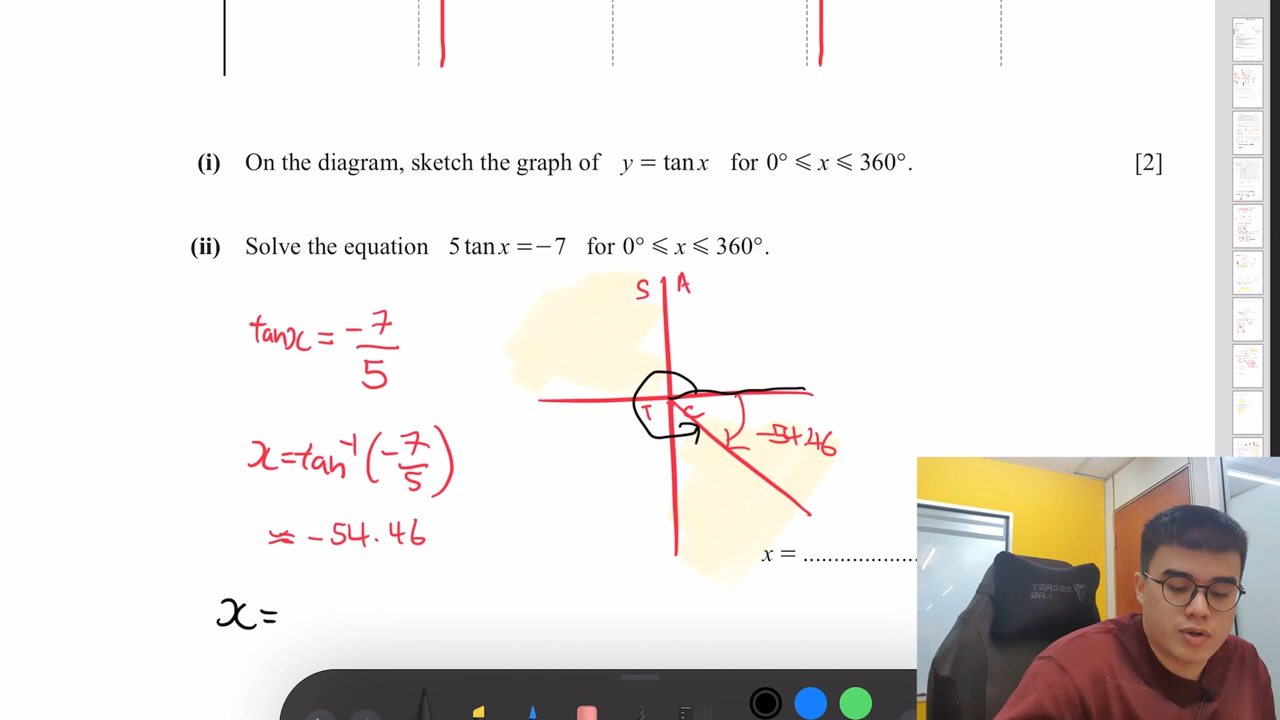 (i) On the diagram, sketch the graph of y = tan x for 0° ⩽ x ⩽ 360°. [2]
(ii) Solve the equation 5 tan x = −7 for 0° ⩽ x ⩽ 360°.
S A
T C
tanx = -7/5
-54.46
x = tan⁻¹(-7/5)
≈ -54.46
x = ..................
x =